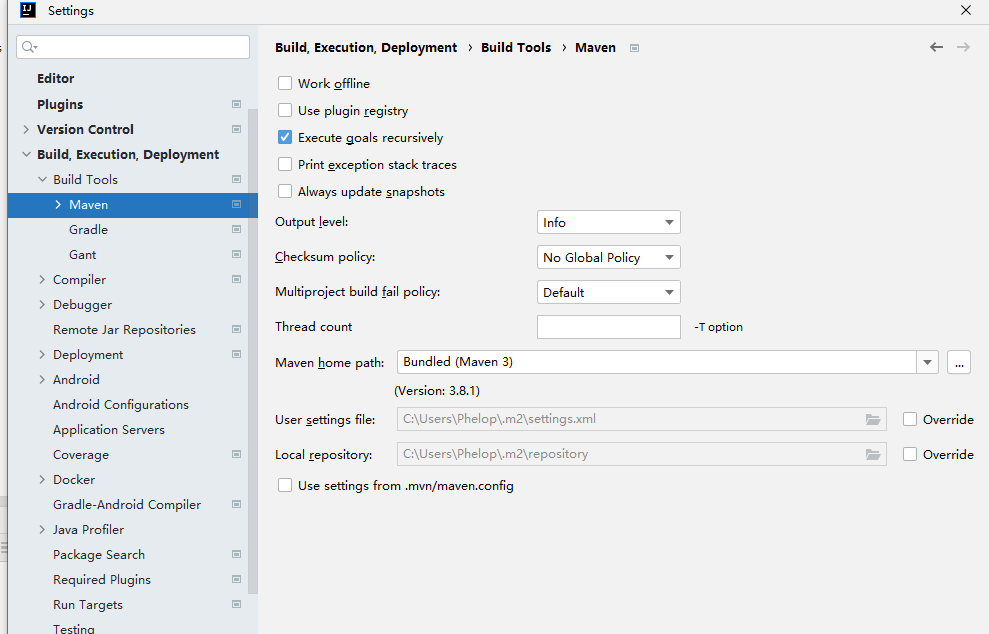 Settings
Editor
Plugins
Version Control
Build, Execution, Deployment
Build Tools
Maven
Gradle
Gant
Compiler
Debugger
Remote Jar Repositories
Deployment
Android
Android Configurations
Application Servers
Coverage
Docker
Gradle-Android Compiler
Java Profiler
Package Search
Required Plugins
Run Targets
Testing
Build, Execution, Deployment › Build Tools › Maven
Work offline
Use plugin registry
Execute goals recursively
Print exception stack traces
Always update snapshots
Output level: Info
Checksum policy: No Global Policy
Multiproject build fail policy: Default
Thread count -T option
Maven home path: Bundled (Maven 3) ...
(Version: 3.8.1)
User settings file: C:\Users\Phelop\.m2\settings.xml Override
Local repository: C:\Users\Phelop\.m2\repository Override
Use settings from .mvn/maven.config